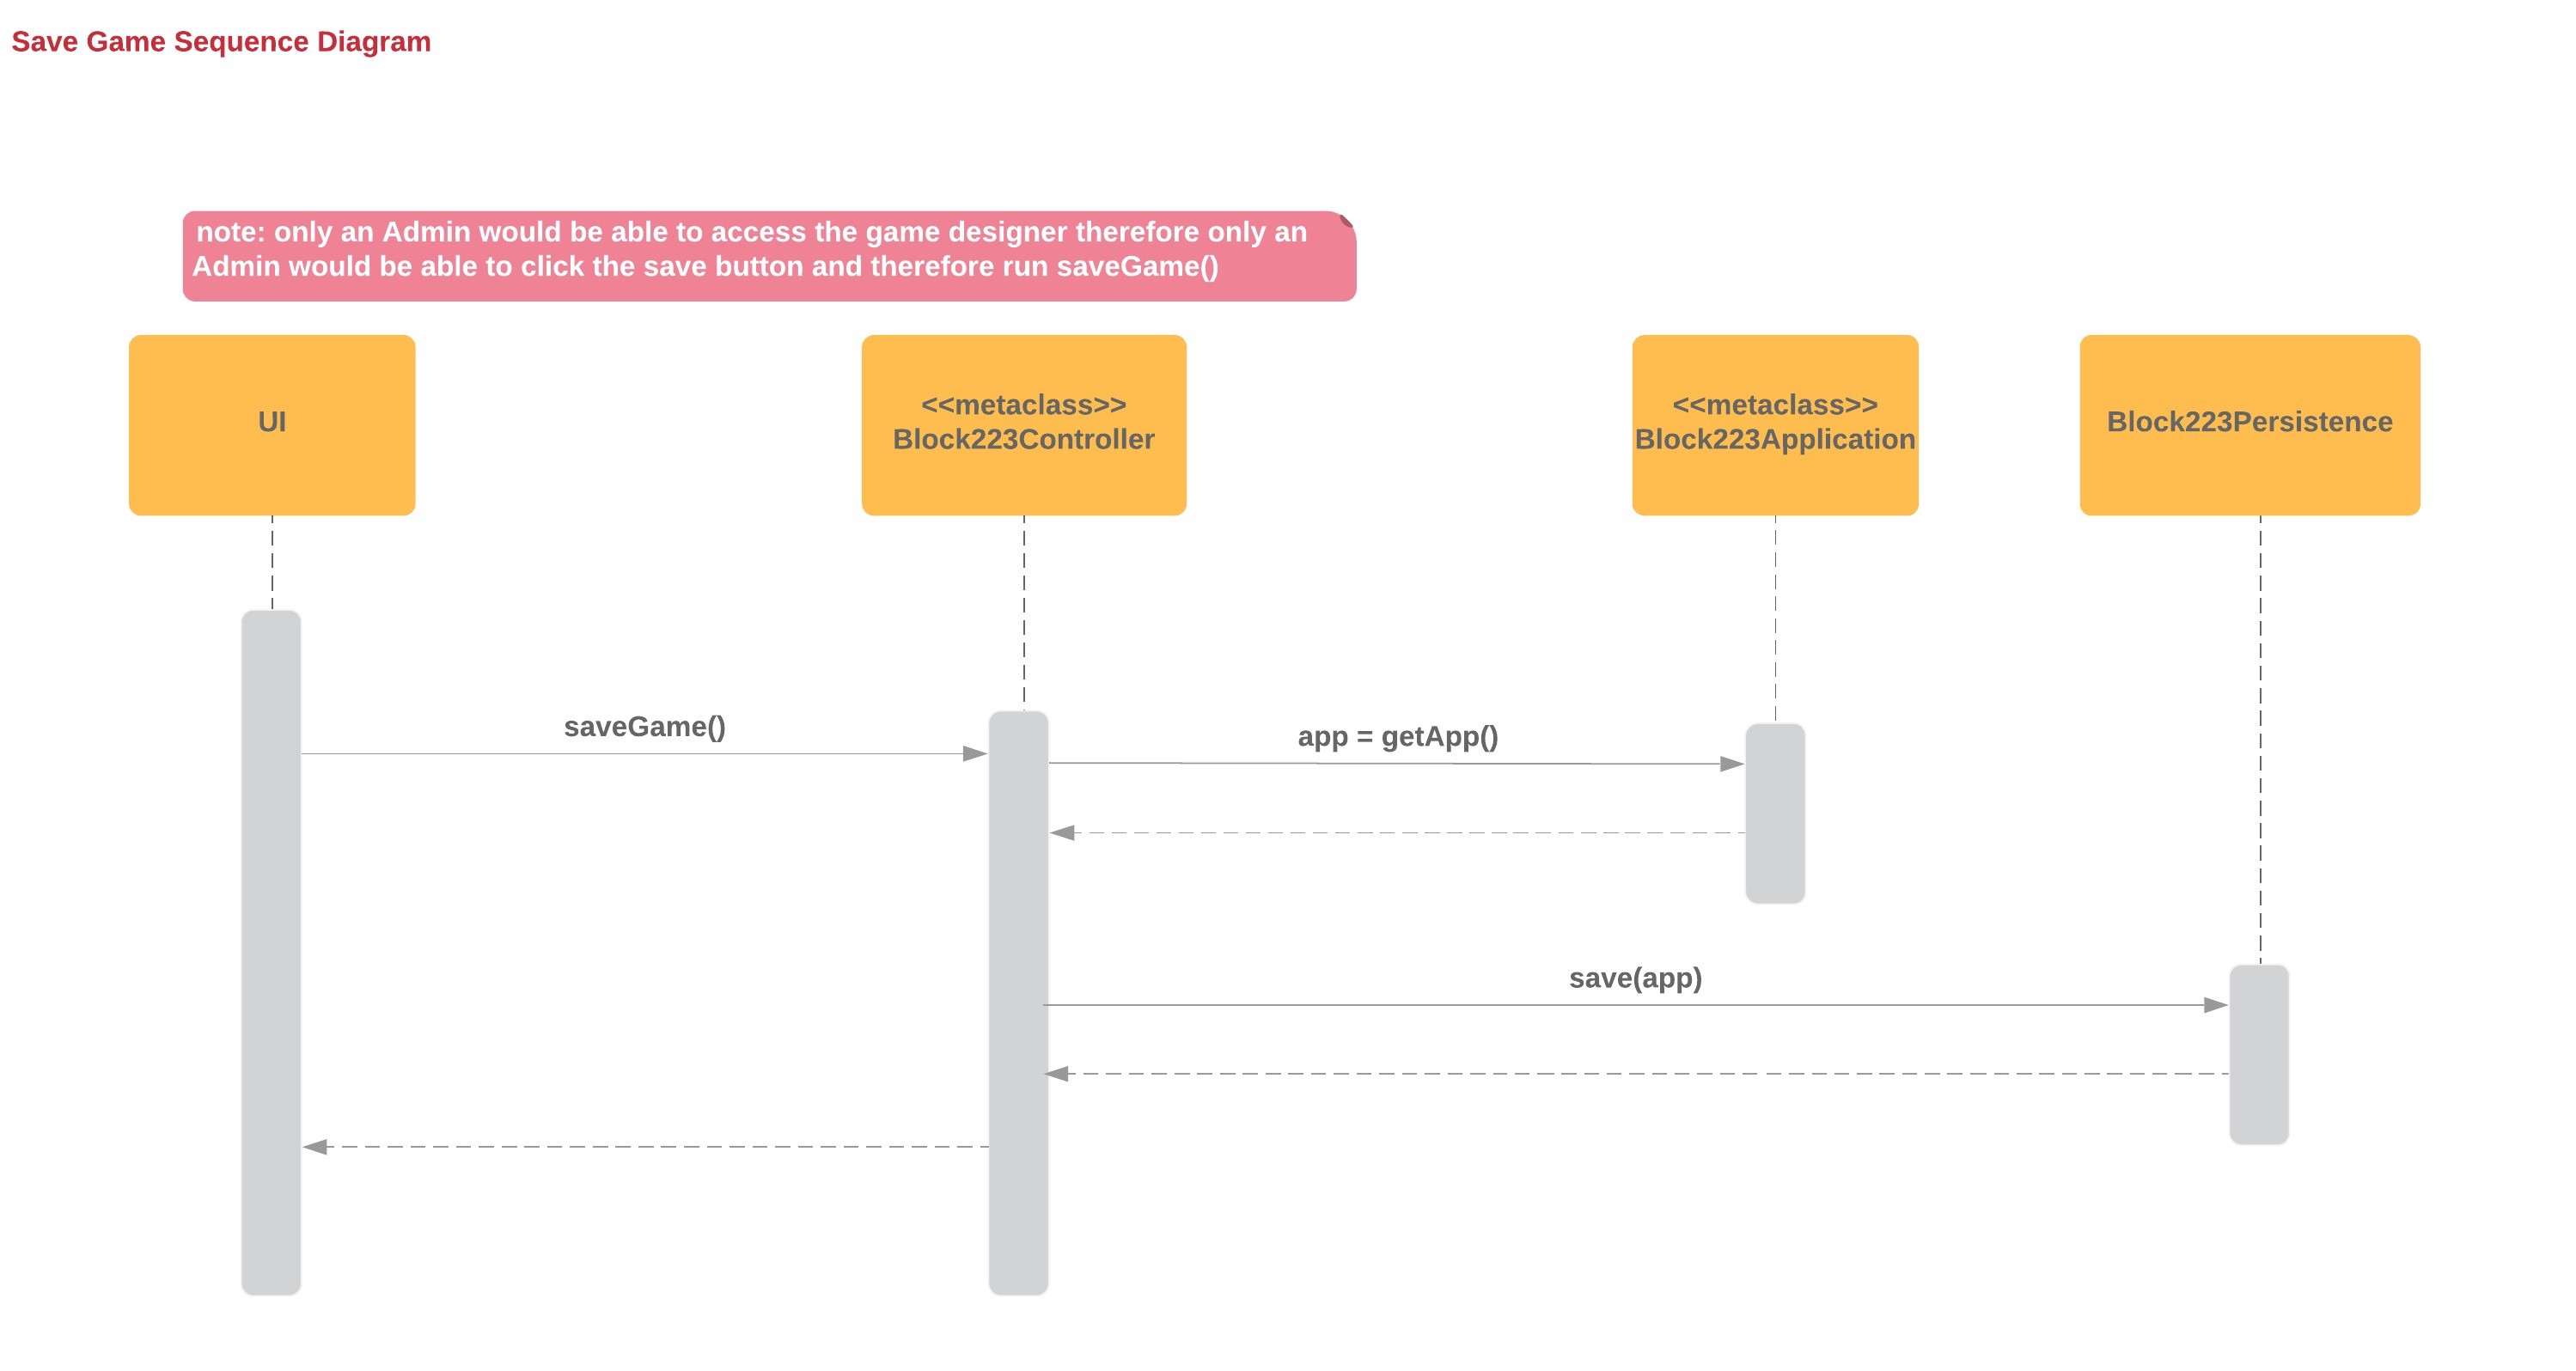 Save Game Sequence Diagram
note: only an Admin would be able to access the game designer therefore only an
Admin would be able to click the save button and therefore run saveGame()
UI
<<metaclass>>
Block223Controller
<<metaclass>>
Block223Application
Block223Persistence
saveGame()
app = getApp()
save(app)